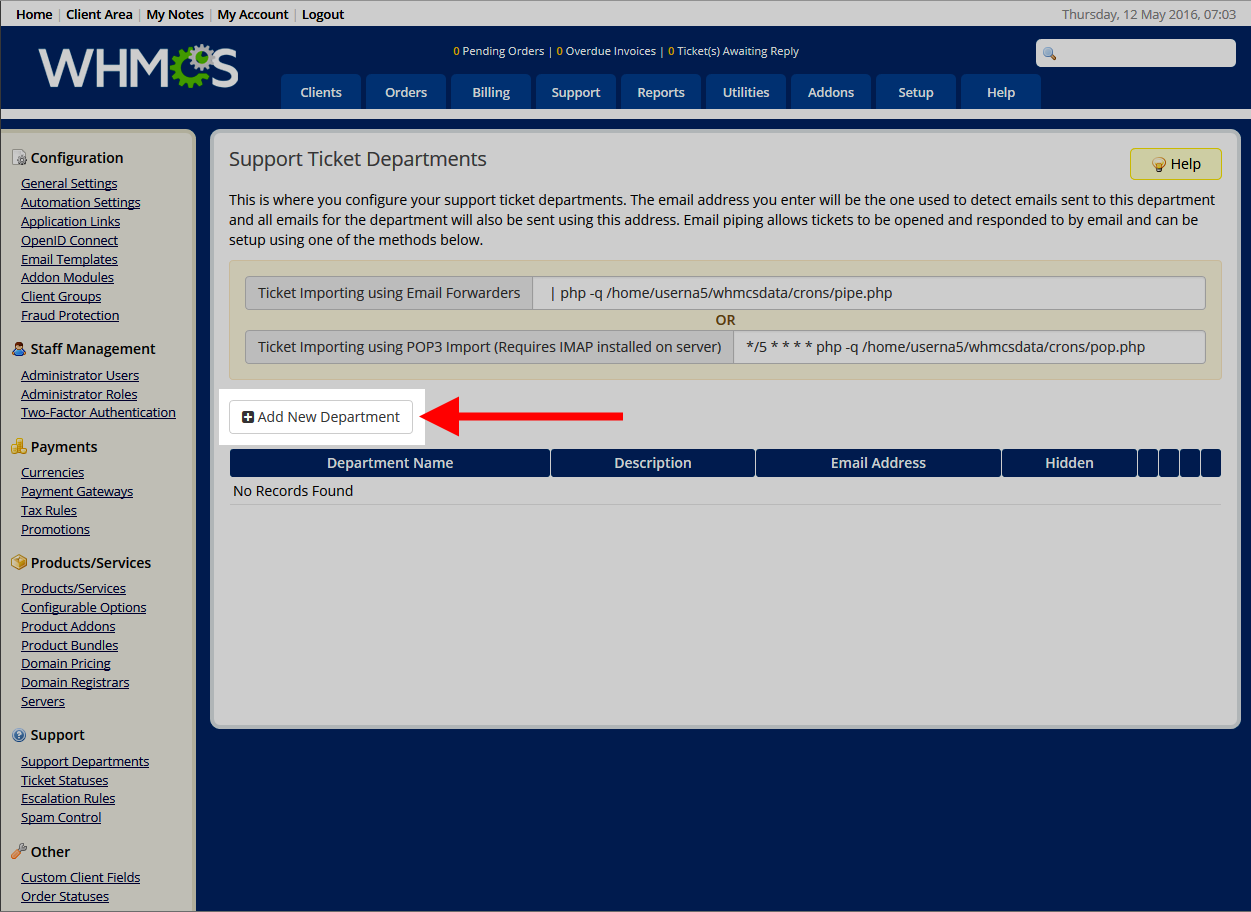 Home | Client Area | My Notes | My Account | Logout
Thursday, 12 May 2016, 07:03
WHMCS
0 Pending Orders | 0 Overdue Invoices | 0 Ticket(s) Awaiting Reply
Clients Orders Billing Support Reports Utilities Addons Setup Help
Configuration
General Settings
Automation Settings
Application Links
OpenID Connect
Email Templates
Addon Modules
Client Groups
Fraud Protection
Staff Management
Administrator Users
Administrator Roles
Two-Factor Authentication
Payments
Currencies
Payment Gateways
Tax Rules
Promotions
Products/Services
Products/Services
Configurable Options
Product Addons
Product Bundles
Domain Pricing
Domain Registrars
Servers
Support
Support Departments
Ticket Statuses
Escalation Rules
Spam Control
Other
Custom Client Fields
Order Statuses
Support Ticket Departments
Help
This is where you configure your support ticket departments. The email address you enter will be the one used to detect emails sent to this department
and all emails for the department will also be sent using this address. Email piping allows tickets to be opened and responded to by email and can be
setup using one of the methods below.
Ticket Importing using Email Forwarders | php -q /home/userna5/whmcsdata/crons/pipe.php
OR
Ticket Importing using POP3 Import (Requires IMAP installed on server) */5 * * * * php -q /home/userna5/whmcsdata/crons/pop.php
Add New Department
Department Name Description Email Address Hidden
No Records Found